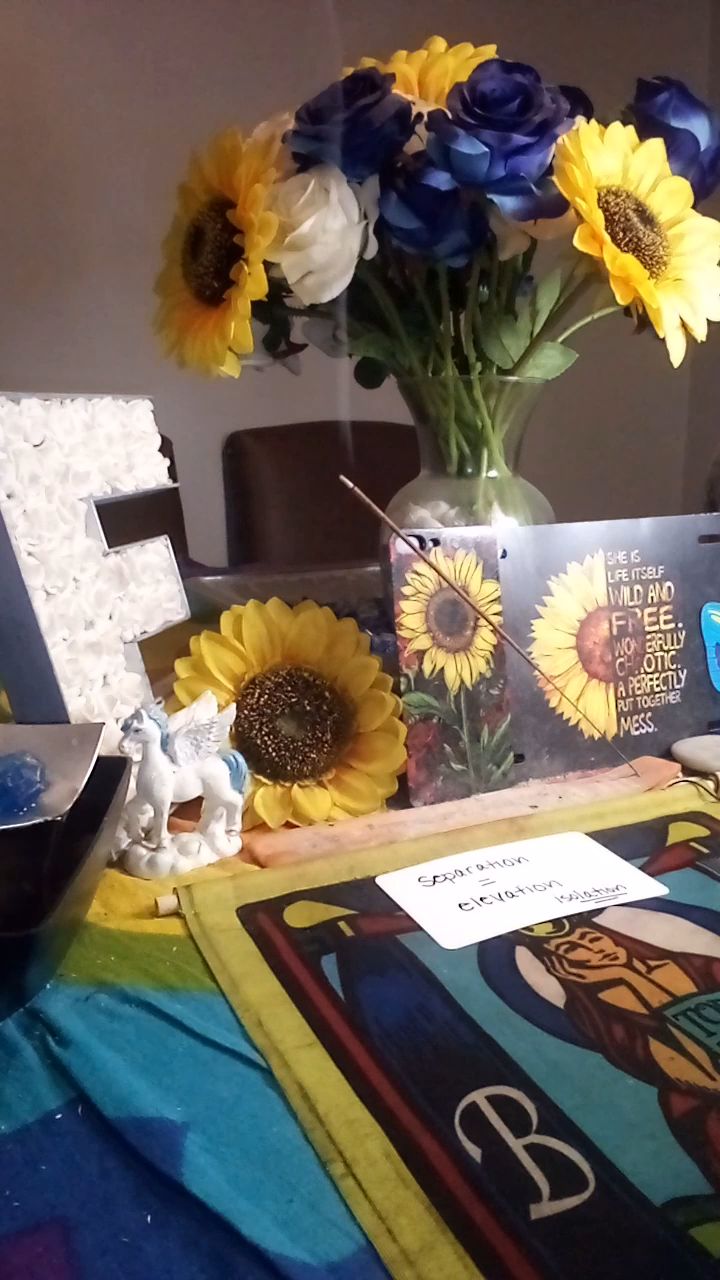 E
SHE IS
LIFE ITSELF
WILD AND
FREE.
WONDERFULLY
CHAOTIC.
A PERFECTLY
PUT TOGETHER
MESS.
separation
=
elevation
isolation
B